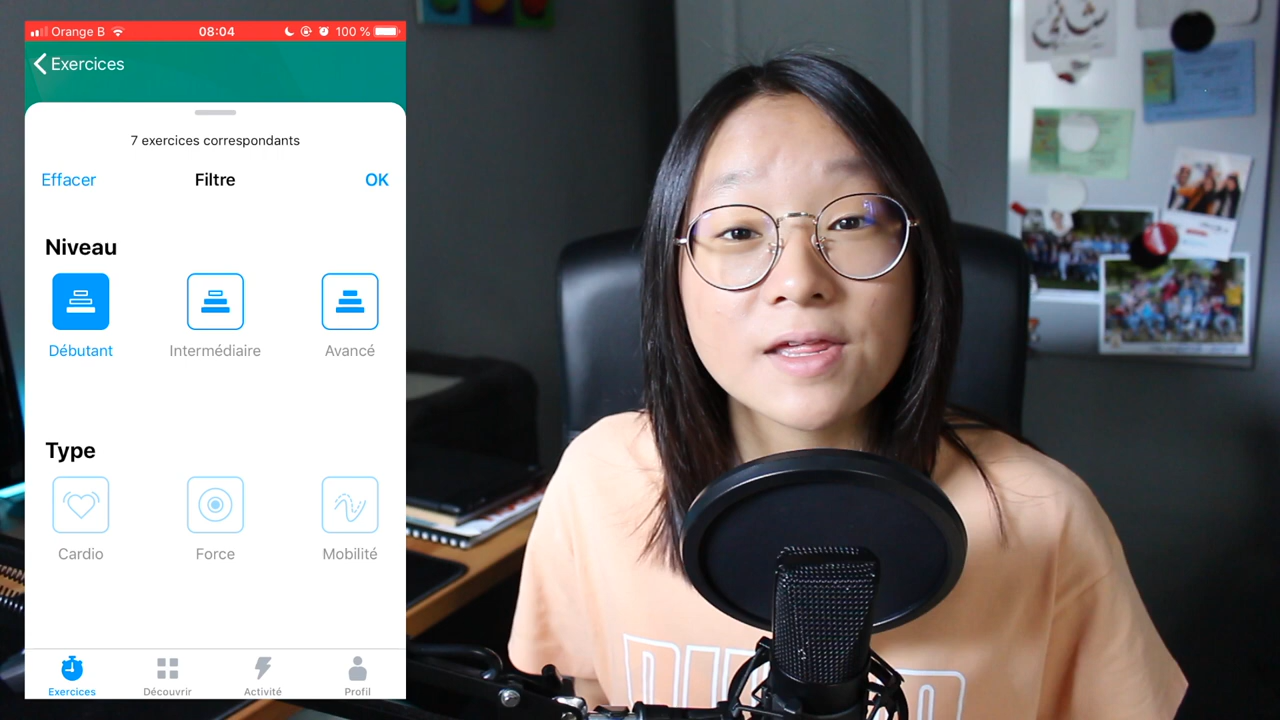 Orange B 08:04 100 %
Exercices
7 exercices correspondants
Effacer Filtre OK
Niveau
Débutant Intermédiaire Avancé
Type
Cardio Force Mobilité
Exercices Découvrir Activité Profil